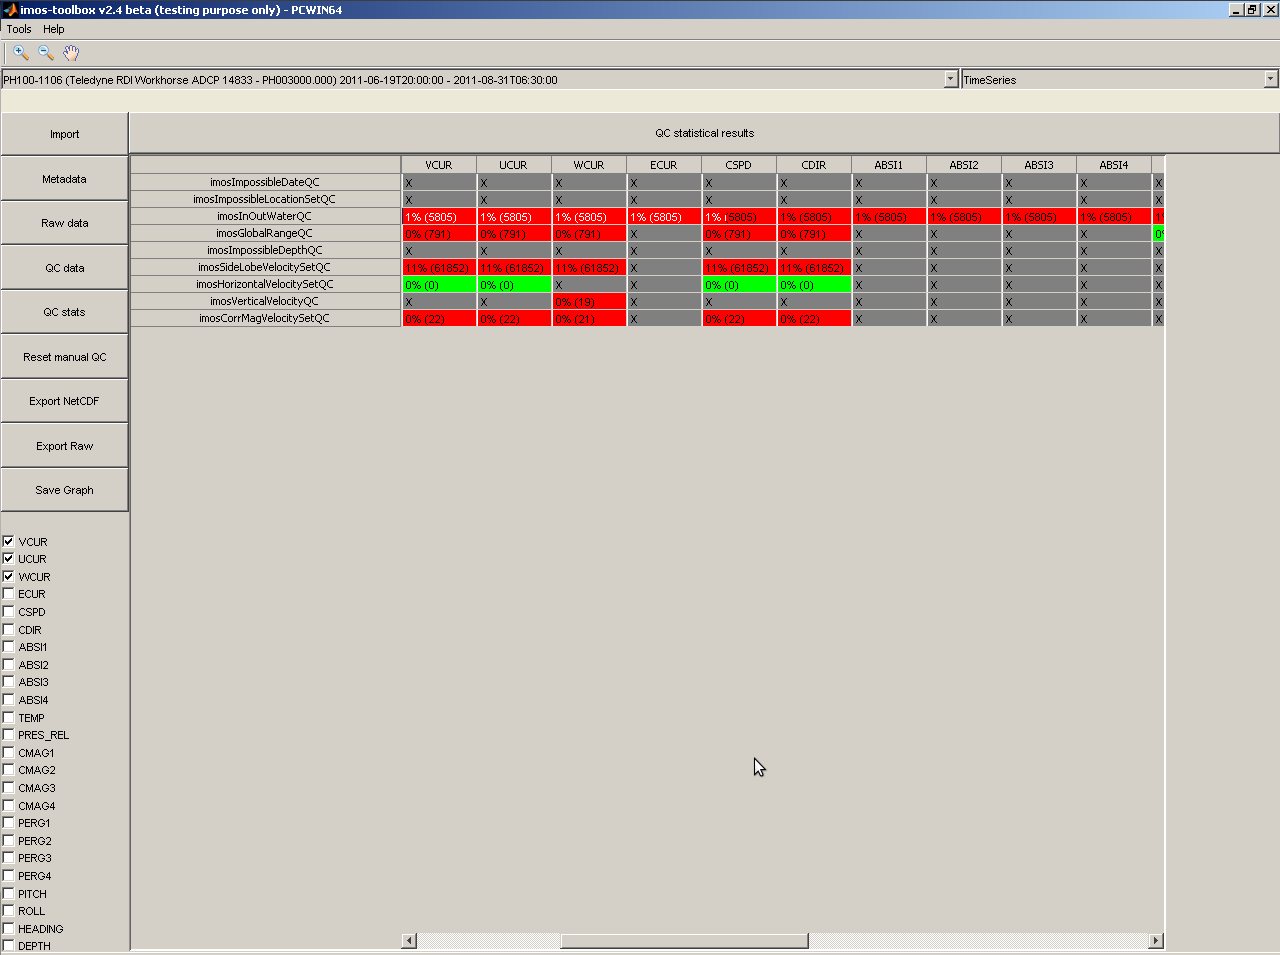 imos-toolbox v2.4 beta (testing purpose only) - PCWIN64
Tools Help
PH100-1106 (Teledyne RDI Workhorse ADCP 14833 - PH003000.000) 2011-06-19T20:00:00 - 2011-08-31T06:30:00 TimeSeries
Import
QC statistical results
Metadata
Raw data
QC data
QC stats
Reset manual QC
Export NetCDF
Export Raw
Save Graph
VCUR UCUR WCUR ECUR CSPD CDIR ABSI1 ABSI2 ABSI3 ABSI4
imosImpossibleDateQC X X X X X X X X X X X
imosImpossibleLocationSetQC X X X X X X X X X X X
imosInOutWaterQC 1% (5805) 1% (5805) 1% (5805) 1% (5805) 1% (5805) 1% (5805) 1% (5805) 1% (5805) 1% (5805) 1% (5805)
imosGlobalRangeQC 0% (791) 0% (791) 0% (791) X 0% (791) 0% (791) X X X X
imosImpossibleDepthQC X X X X X X X X X X X
imosSideLobeVelocitySetQC 11% (61852) 11% (61852) 11% (61852) X 11% (61852) 11% (61852) X X X X X
imosHorizontalVelocitySetQC 0% (0) 0% (0) X X 0% (0) 0% (0) X X X X X
imosVerticalVelocityQC X X 0% (19) X X X X X X X X
imosCorrMagVelocitySetQC 0% (22) 0% (22) 0% (21) X 0% (22) 0% (22) X X X X X
VCUR
UCUR
WCUR
ECUR
CSPD
CDIR
ABSI1
ABSI2
ABSI3
ABSI4
TEMP
PRES_REL
CMAG1
CMAG2
CMAG3
CMAG4
PERG1
PERG2
PERG3
PERG4
PITCH
ROLL
HEADING
DEPTH